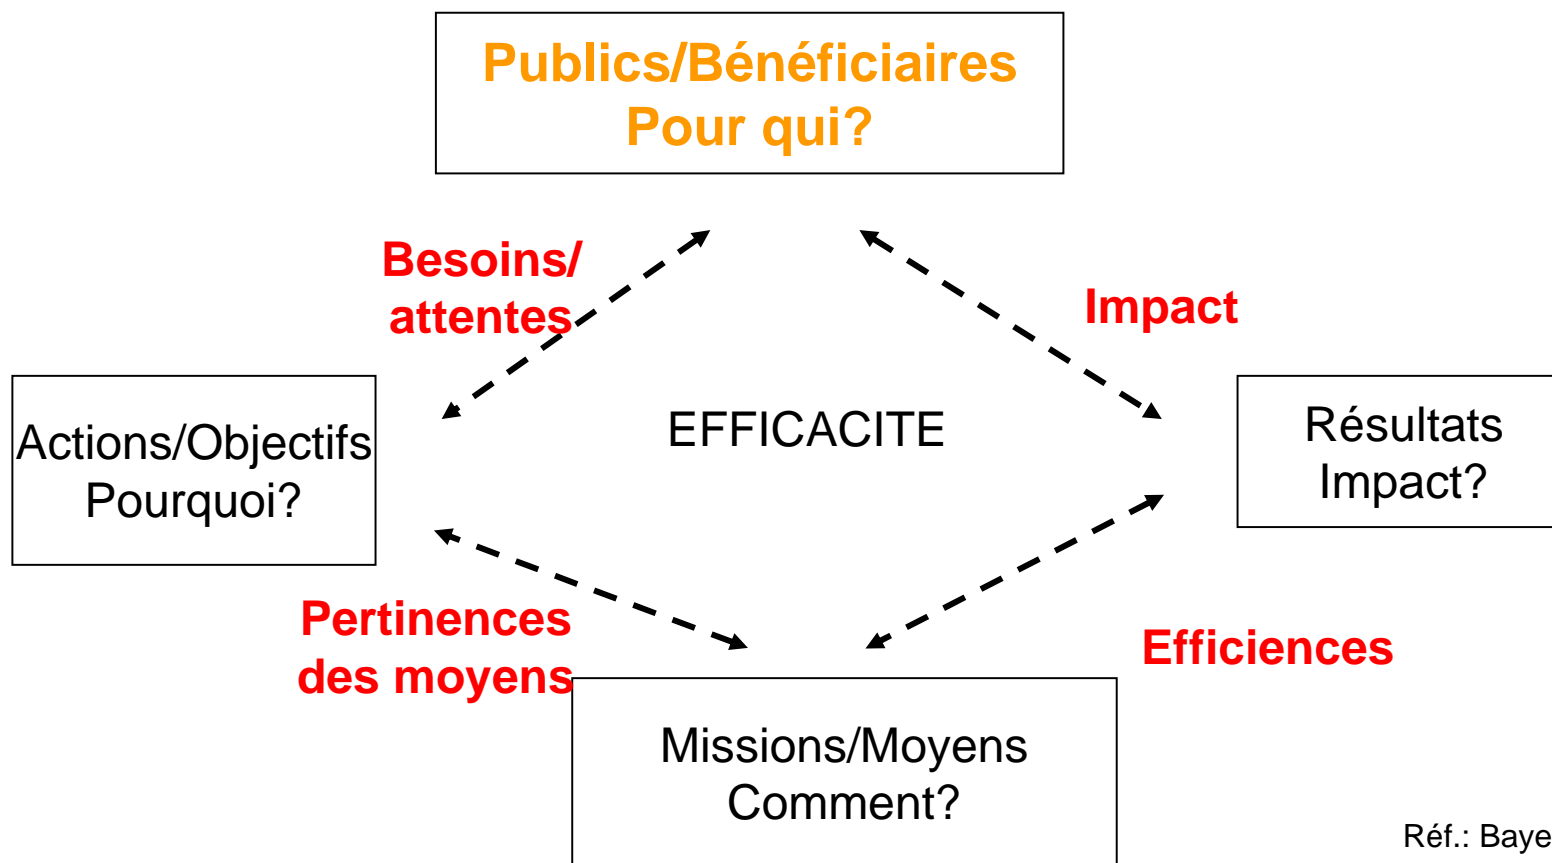 Publics/Bénéficiaires
Pour qui?
Besoins/
attentes
Impact
Actions/Objectifs
Pourquoi?
EFFICACITE
Résultats
Impact?
Pertinences
des moyens
Efficiences
Missions/Moyens
Comment?
Réf.: Baye